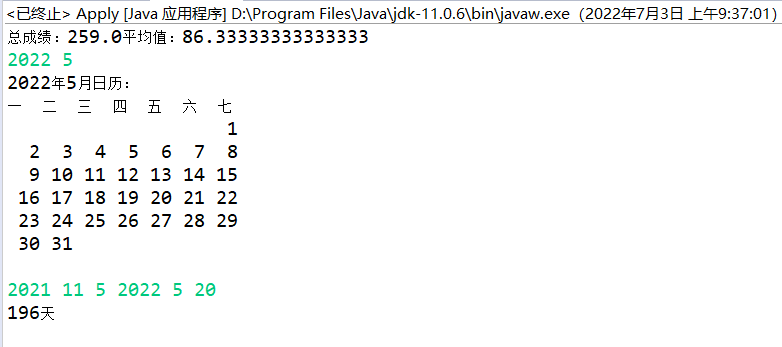 <已终止> Apply [Java 应用程序] D:\Program Files\Java\jdk-11.0.6\bin\javaw.exe  (2022年7月3日 上午9:37:01)
总成绩：259.0平均值：86.33333333333333
2022 5
2022年5月日历：
一 二 三 四 五 六 七
1
2 3 4 5 6 7 8
9 10 11 12 13 14 15
16 17 18 19 20 21 22
23 24 25 26 27 28 29
30 31
2021 11 5 2022 5 20
196天